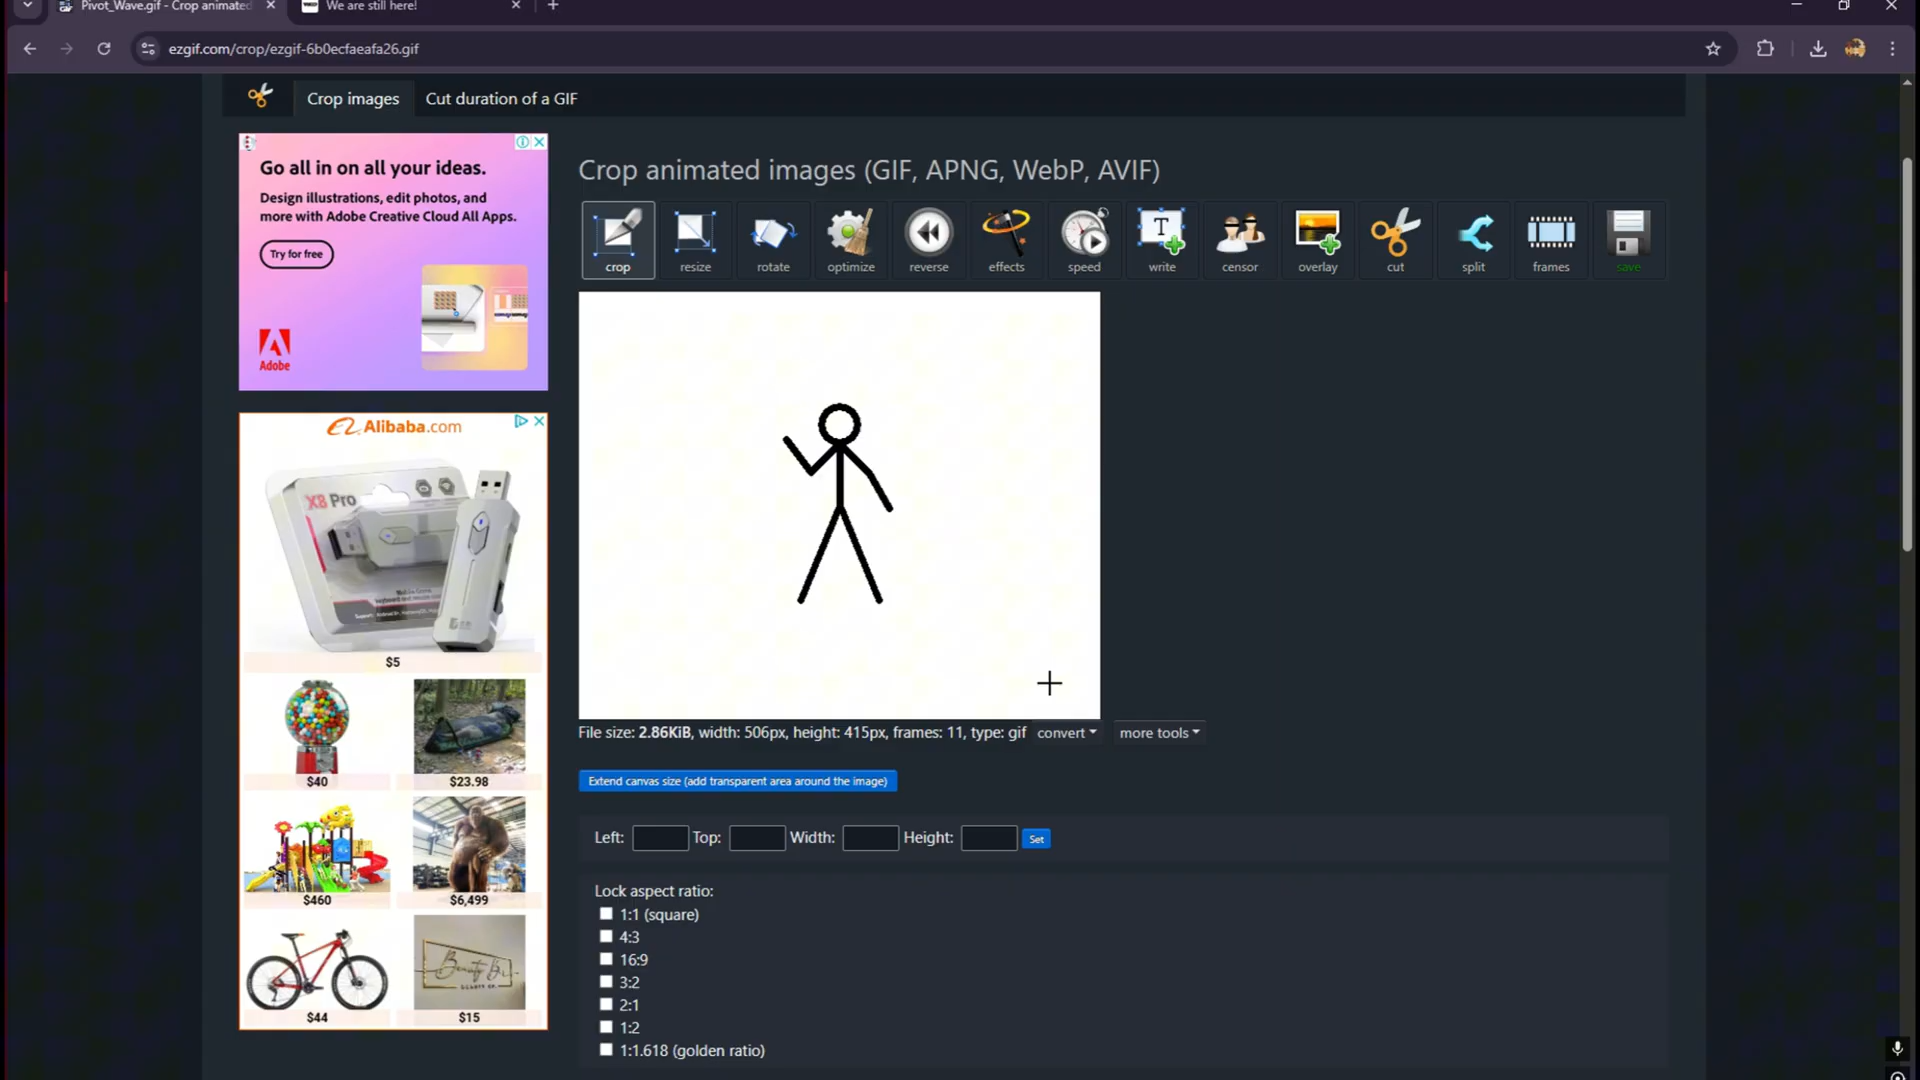 Pivot_Wave.gif - Crop animated
We are still here!
ezgif.com/crop/ezgif-6b0ecfaeafa26.gif
Crop images
Cut duration of a GIF
Go all in on all your ideas.
Design illustrations, edit photos, and
more with Adobe Creative Cloud All Apps.
Try for free
Adobe
Crop animated images (GIF, APNG, WebP, AVIF)
crop
resize
rotate
optimize
reverse
effects
speed
write
censor
overlay
cut
split
frames
save
Alibaba.com
X8 Pro
$5
$40
$23.98
$460
$6,499
$44
$15
File size: 2.86KiB, width: 506px, height: 415px, frames: 11, type: gif
convert
more tools
Extend canvas size (add transparent area around the image)
Left:
Top:
Width:
Height:
Set
Lock aspect ratio:
1:1 (square)
4:3
16:9
3:2
2:1
1:2
1:1.618 (golden ratio)